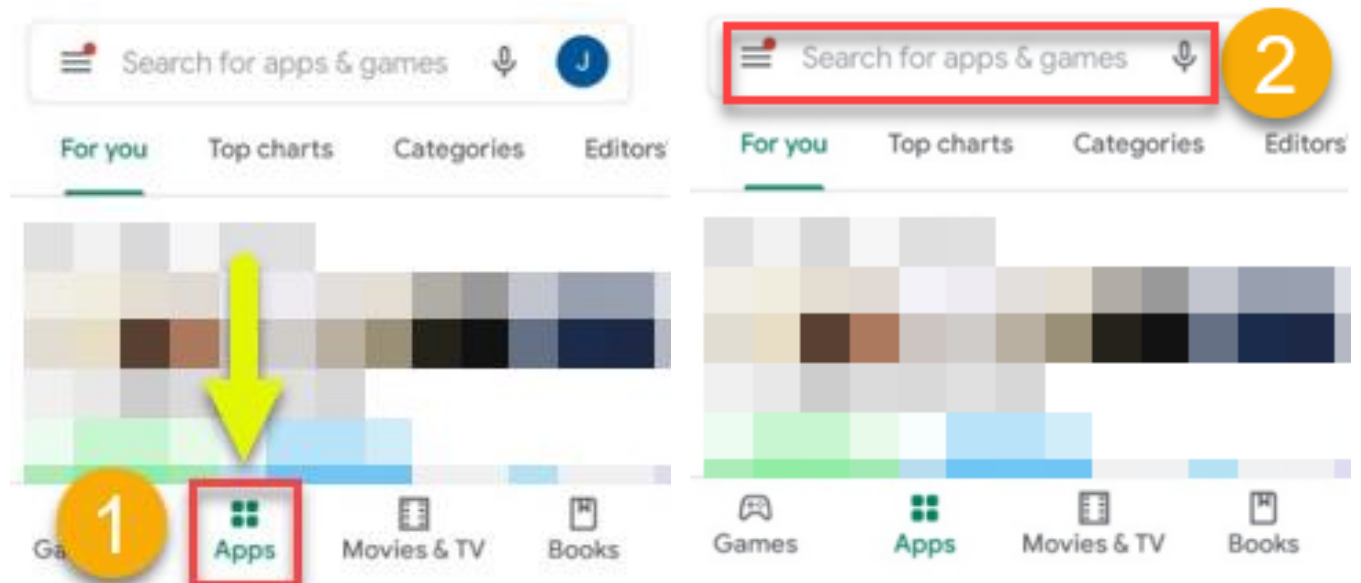 Search for apps & games
J
For you Top charts Categories Editors'
1
Apps
Movies & TV
Books
Search for apps & games
2
For you Top charts Categories Editors'
Games
Apps
Movies & TV
Books